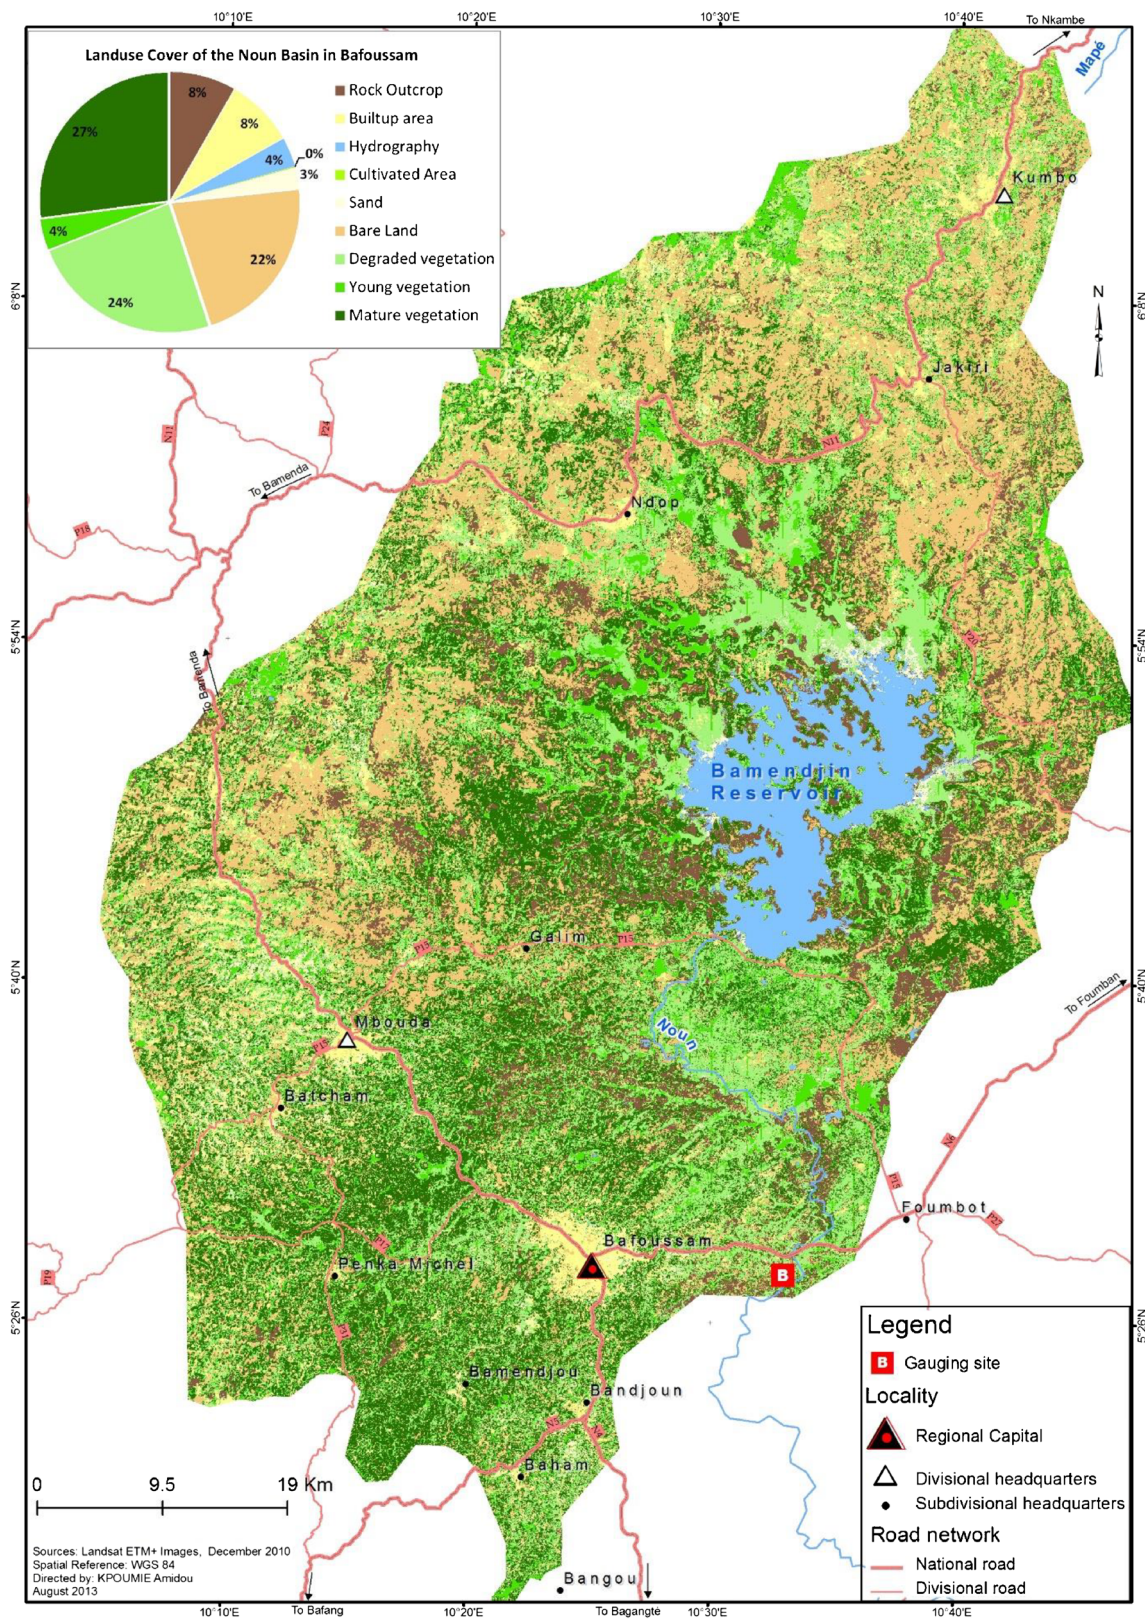 10°10'E
10°20'E
10°30'E
10°40'E
To Nkambe
Mapé
Landuse Cover of the Noun Basin in Bafoussam
8%
8%
4%
0%
3%
22%
24%
4%
27%
Rock Outcrop
Builtup area
Hydrography
Cultivated Area
Sand
Bare Land
Degraded vegetation
Young vegetation
Mature vegetation
Kumbo
6°8'N
6°8'N
N
Jakiri
N11
P24
N11
To Bamenda
Ndop
P18
5°54'N
5°54'N
To Bamenda
Bamendjin
Reservoir
Galim
P15
P15
5°40'N
5°40'N
To Foumban
Mbouda
Noun
P15
Batcham
N6
P15
Foumbot
P27
Bafoussam
Penka Michel
P19
B
5°26'N
5°26'N
Bamendjou
Bandjoun
N5
Baham
Bangou
Legend
B Gauging site
Locality
Regional Capital
Divisional headquarters
Subdivisional headquarters
Road network
National road
Divisional road
0 9.5 19 Km
Sources: Landsat ETM+ Images, December 2010
Spatial Reference: WGS 84
Directed by: KPOUMIE Amidou
August 2013
10°10'E
To Bafang
10°20'E
To Bagangté
10°30'E
10°40'E